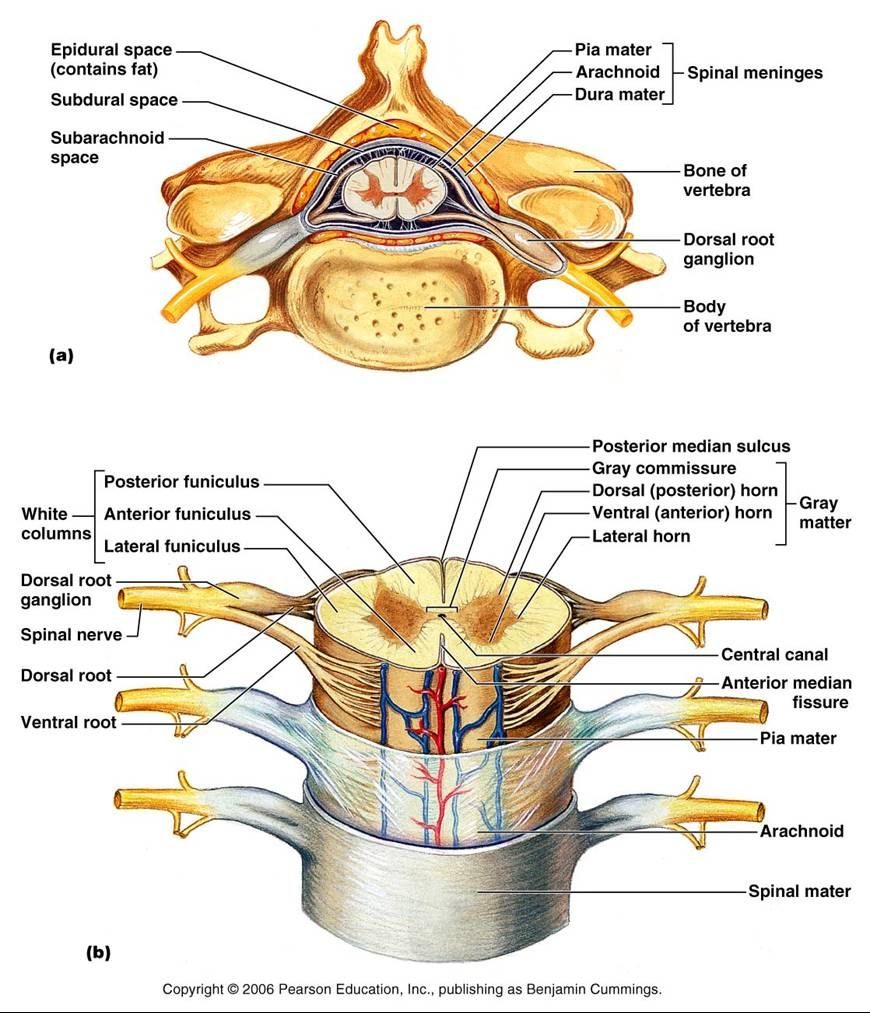 Epidural space
(contains fat)
Subdural space
Subarachnoid
space
Pia mater
Arachnoid
Dura mater
Spinal meninges
Bone of
vertebra
Dorsal root
ganglion
Body
of vertebra
(a)
Posterior median sulcus
Gray commissure
Dorsal (posterior) horn
Ventral (anterior) horn
Lateral horn
Gray
matter
White
columns
Posterior funiculus
Anterior funiculus
Lateral funiculus
Dorsal root
ganglion
Spinal nerve
Dorsal root
Ventral root
Central canal
Anterior median
fissure
Pia mater
Arachnoid
Spinal mater
(b)
Copyright © 2006 Pearson Education, Inc., publishing as Benjamin Cummings.